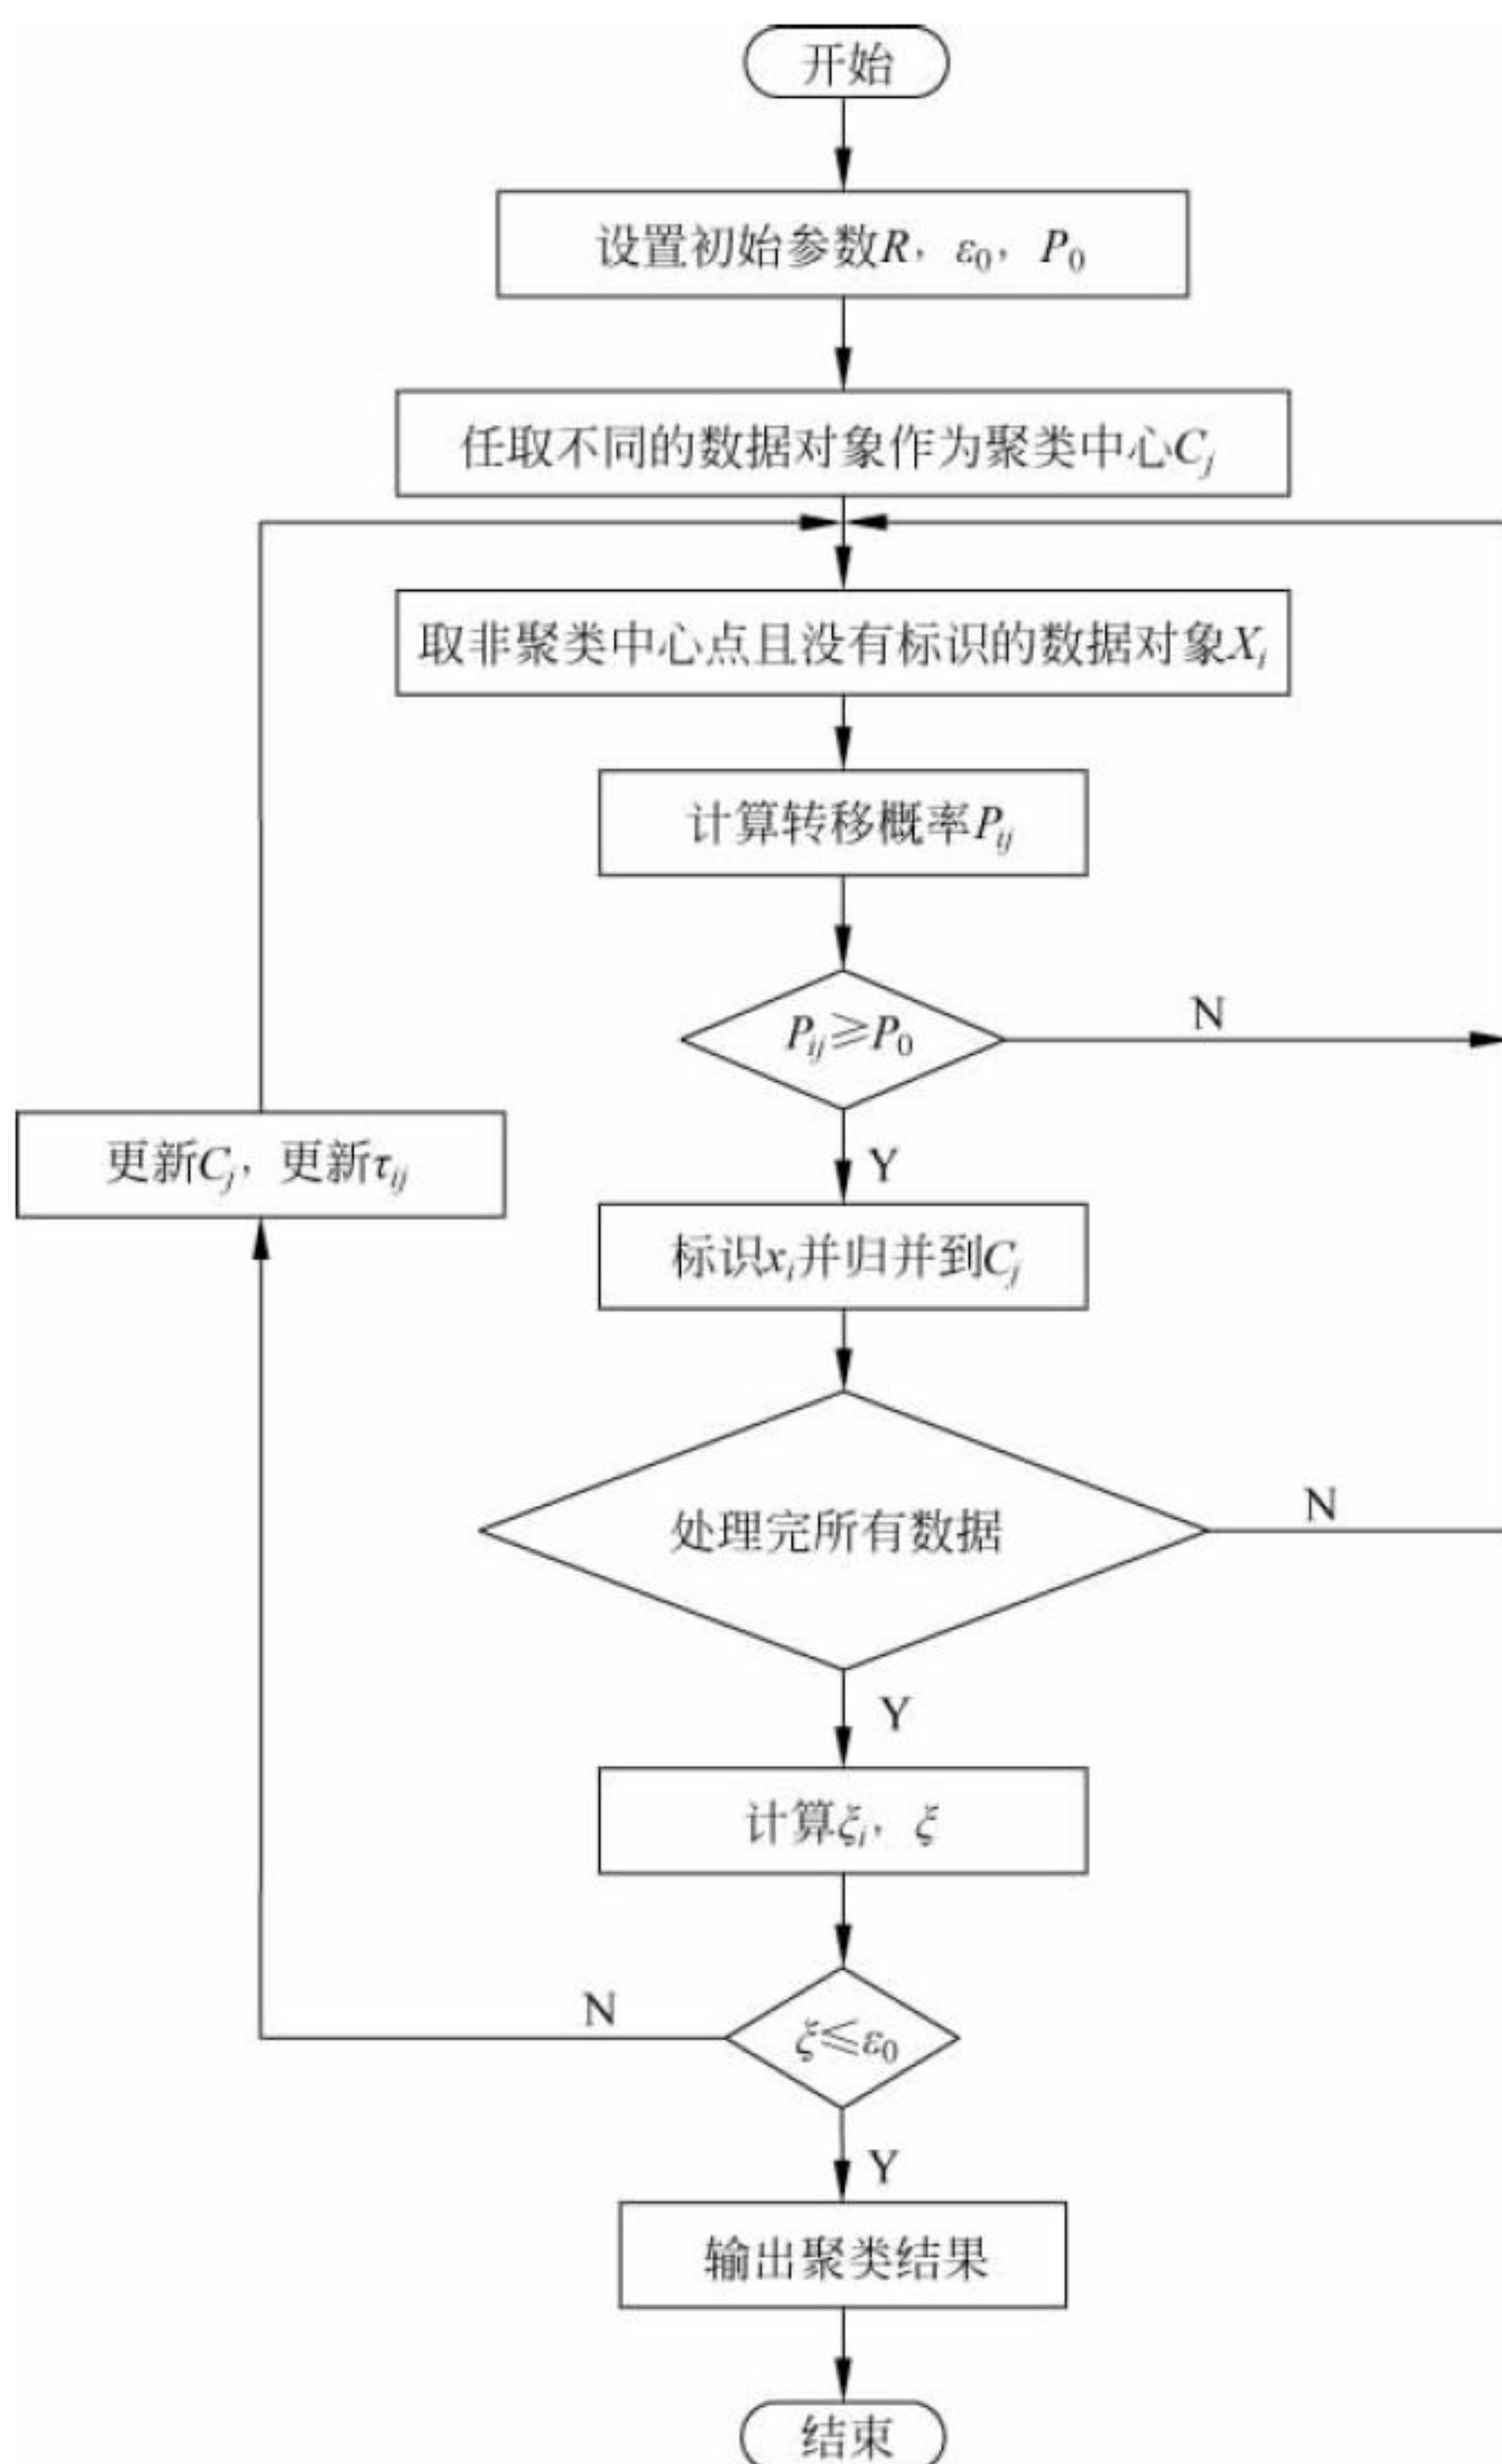 开始
设置初始参数R，ε₀，P₀
任取不同的数据对象作为聚类中心Cⱼ
取非聚类中心点且没有标识的数据对象Xᵢ
计算转移概率Pᵢⱼ
Pᵢⱼ≥P₀
N
Y
更新Cⱼ，更新τᵢⱼ
标识xᵢ并归并到Cⱼ
处理完所有数据
N
Y
计算ξᵢ，ξ
ξ≤ε₀
N
Y
输出聚类结果
结束